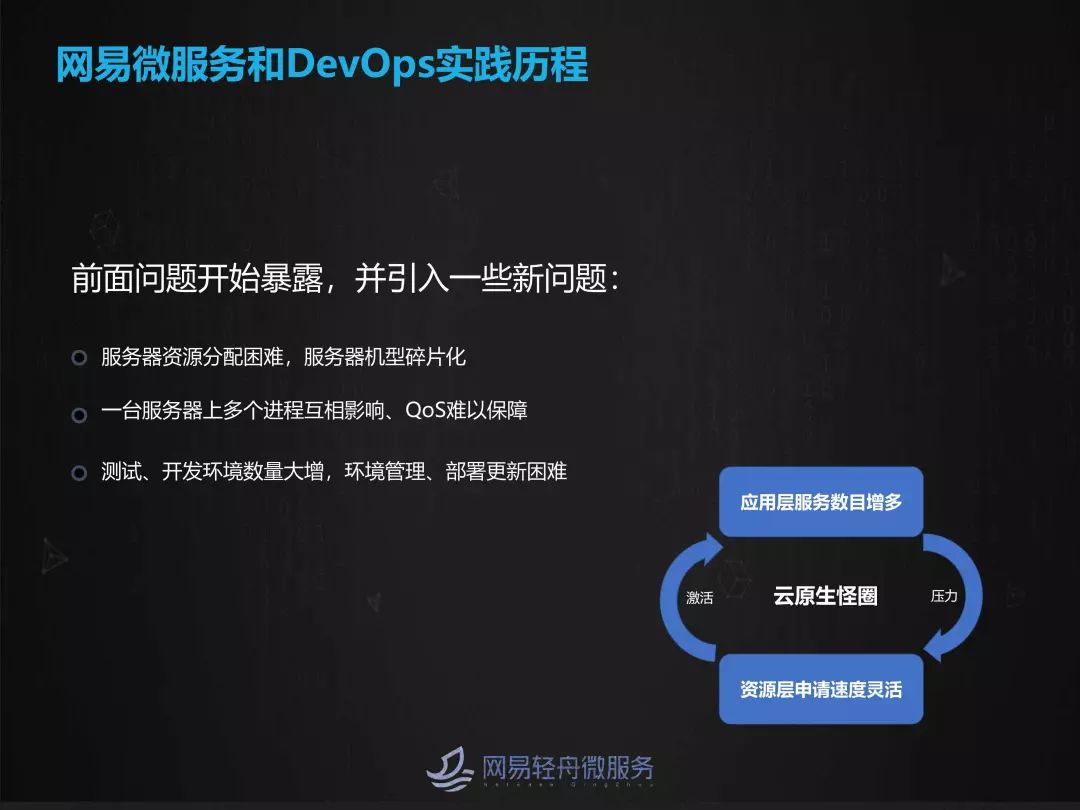 网易微服务和DevOps实践历程
前面问题开始暴露，并引入一些新问题：
服务器资源分配困难，服务器机型碎片化
一台服务器上多个进程互相影响、QoS难以保障
测试、开发环境数量大增，环境管理、部署更新困难
应用层服务数目增多
激活
云原生怪圈
压力
资源层申请速度灵活
网易轻舟微服务
Netease QingZhou